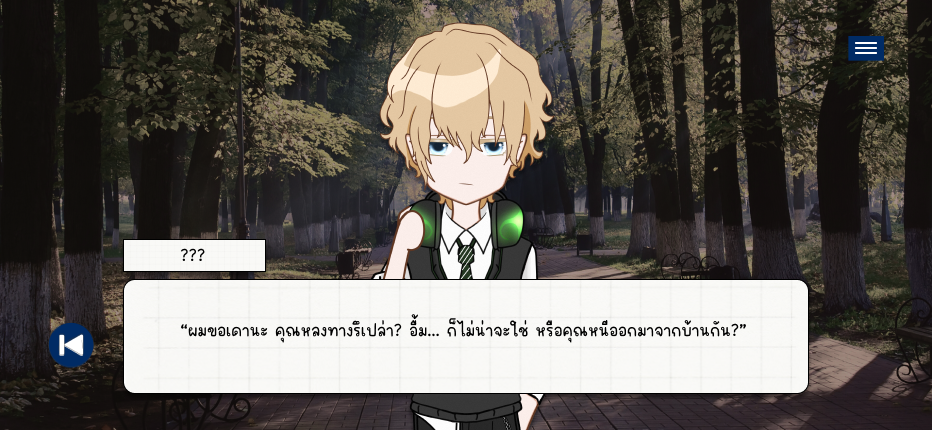 ???
“ผมขอเดานะ คุณหลงทางรึเปล่า? อื้ม... ก็ไม่น่าจะใช่ หรือคุณหนีออกมาจากบ้านกัน?”